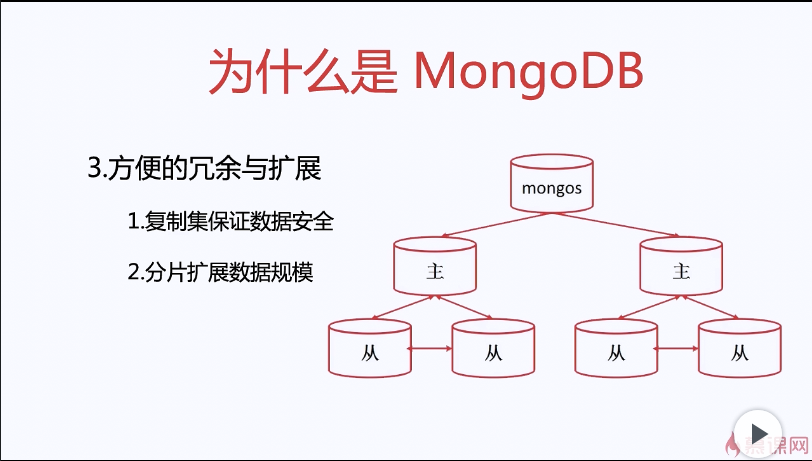 为什么是 MongoDB
3.方便的冗余与扩展
1.复制集保证数据安全
2.分片扩展数据规模
mongos
主
主
从
从
从
从
课网